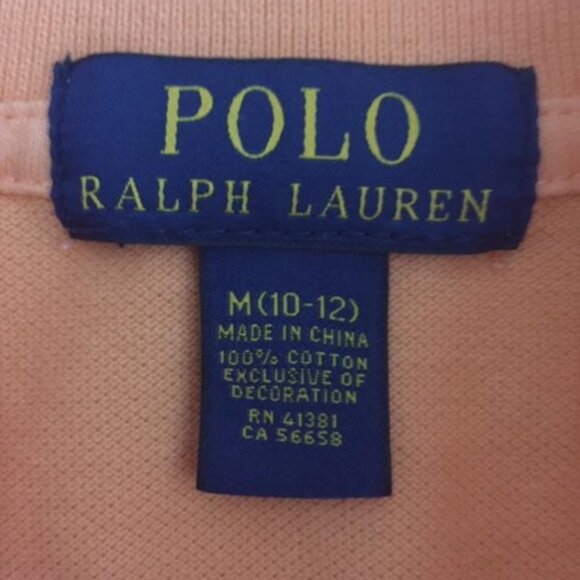 POLO
RALPH LAUREN
M(10-12)
MADE IN CHINA
100% COTTON
EXCLUSIVE OF
DECORATION
RN 41381
CA 56658